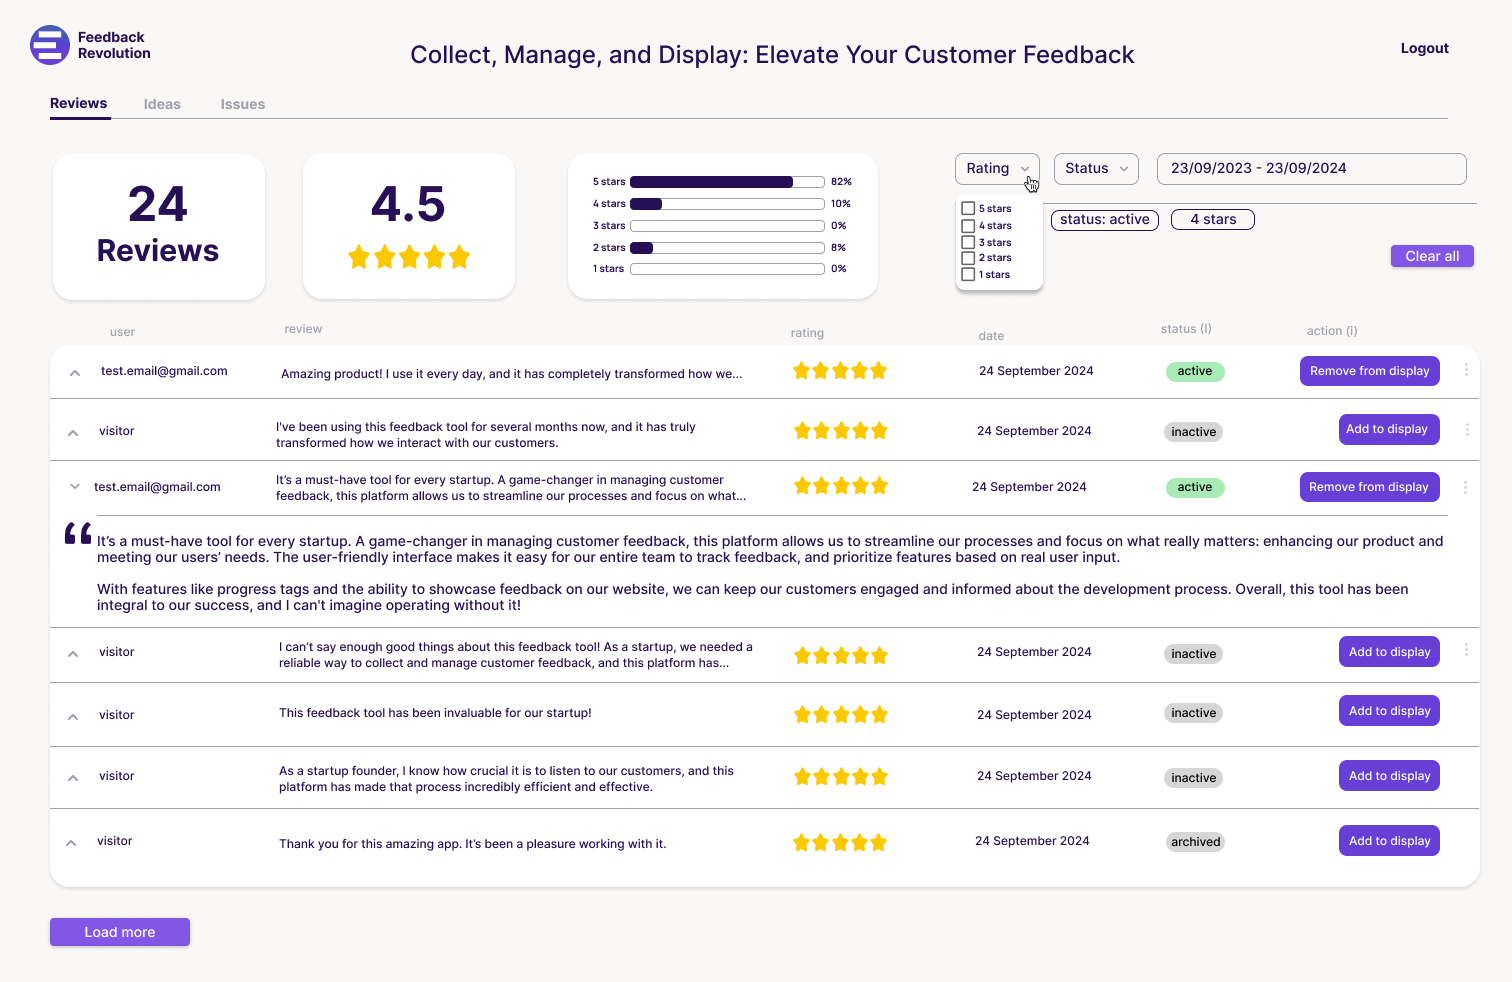 Feedback
Revolution
Collect, Manage, and Display: Elevate Your Customer Feedback
Logout
Reviews
Ideas
Issues
24
Reviews
4.5
5 stars
82%
4 stars
10%
3 stars
0%
2 stars
8%
1 stars
0%
Rating
Status
23/09/2023 - 23/09/2024
5 stars
4 stars
3 stars
2 stars
1 stars
status: active
4 stars
Clear all
user
review
rating
date
status (I)
action (i)
test.email@gmail.com
Amazing product! I use it every day, and it has completely transformed how we...
24 September 2024
active
Remove from display
visitor
I've been using this feedback tool for several months now, and it has truly
transformed how we interact with our customers.
24 September 2024
inactive
Add to display
test.email@gmail.com
It’s a must-have tool for every startup. A game-changer in managing customer
feedback, this platform allows us to streamline our processes and focus on what...
24 September 2024
active
Remove from display
“
It’s a must-have tool for every startup. A game-changer in managing customer feedback, this platform allows us to streamline our processes and focus on what really matters: enhancing our product and
meeting our users’ needs. The user-friendly interface makes it easy for our entire team to track feedback, and prioritize features based on real user input.
With features like progress tags and the ability to showcase feedback on our website, we can keep our customers engaged and informed about the development process. Overall, this tool has been
integral to our success, and I can't imagine operating without it!
visitor
I can’t say enough good things about this feedback tool! As a startup, we needed a
reliable way to collect and manage customer feedback, and this platform has...
24 September 2024
inactive
Add to display
visitor
This feedback tool has been invaluable for our startup!
24 September 2024
inactive
Add to display
visitor
As a startup founder, I know how crucial it is to listen to our customers, and this
platform has made that process incredibly efficient and effective.
24 September 2024
inactive
Add to display
visitor
Thank you for this amazing app. It’s been a pleasure working with it.
24 September 2024
archived
Add to display
Load more